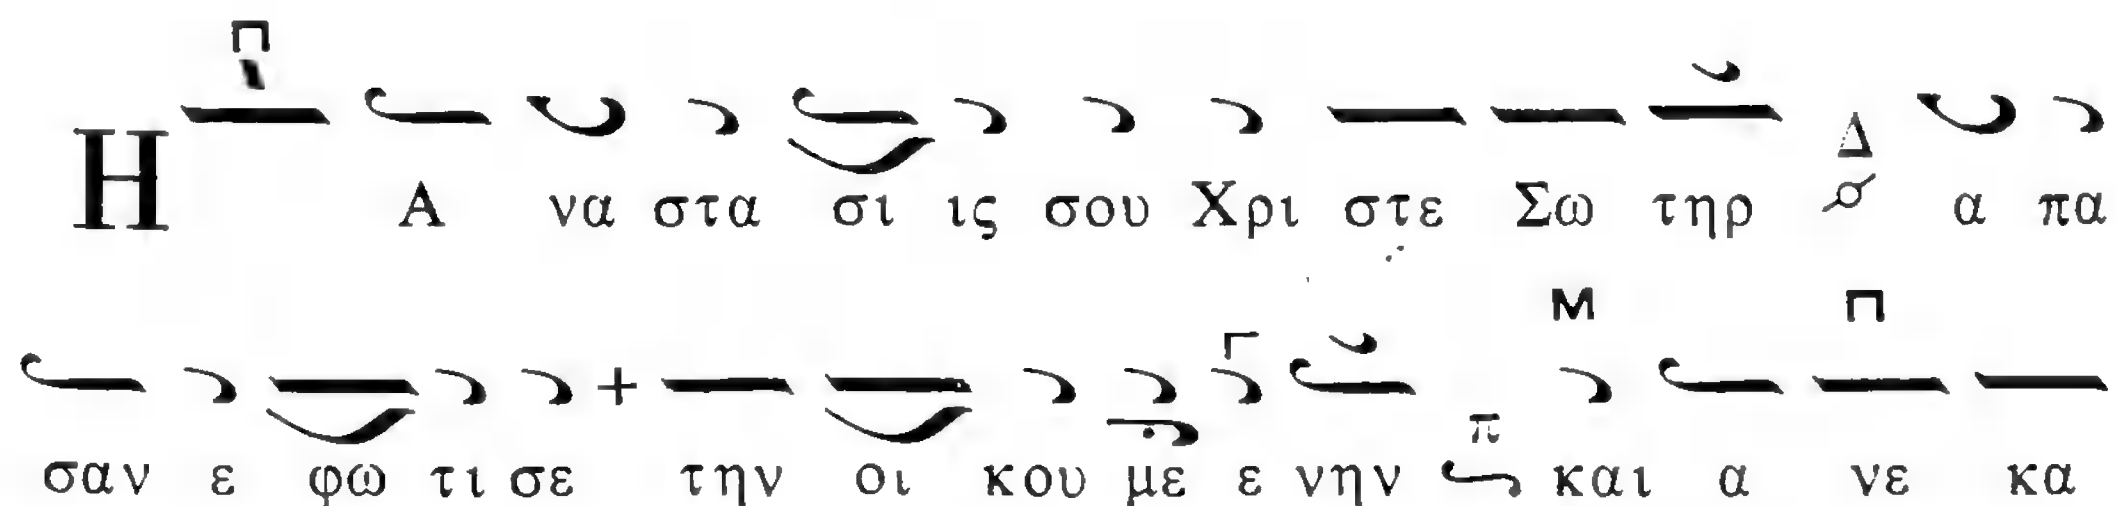 Π
Η Α να στα σι ις σου Χρι στε Σω τηρ Δ α πα
Γ Μ Π
σαν ε φω τι σε + την οι κου με ε νην π και α νε κα